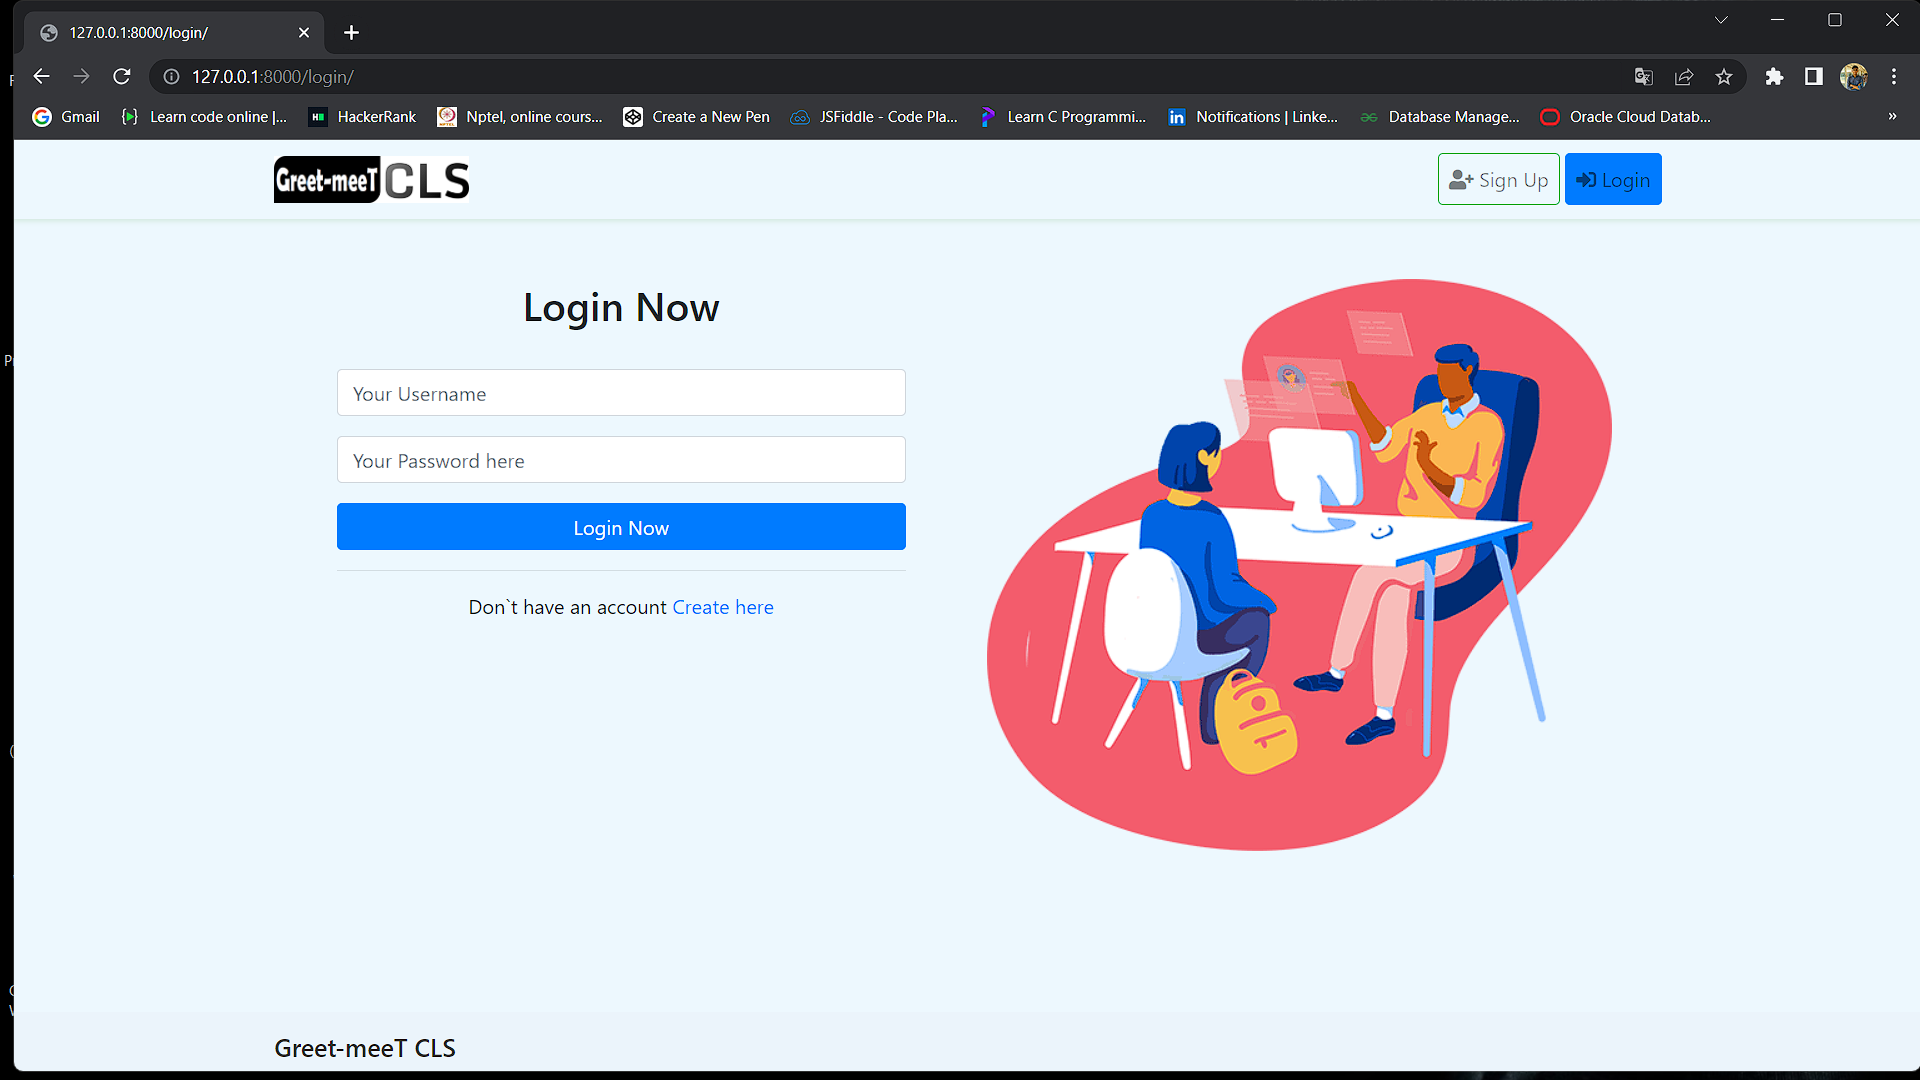 127.0.0.1:8000/login/
127.0.0.1:8000/login/
Gmail Learn code online |... HackerRank Nptel, online cours... Create a New Pen JSFiddle - Code Pla... Learn C Programmi... Notifications | Linke... Database Manage... Oracle Cloud Datab... »
Greet-meeT CLS Sign Up Login
Login Now
Your Username
Your Password here
Login Now
Don`t have an account Create here
Greet-meeT CLS